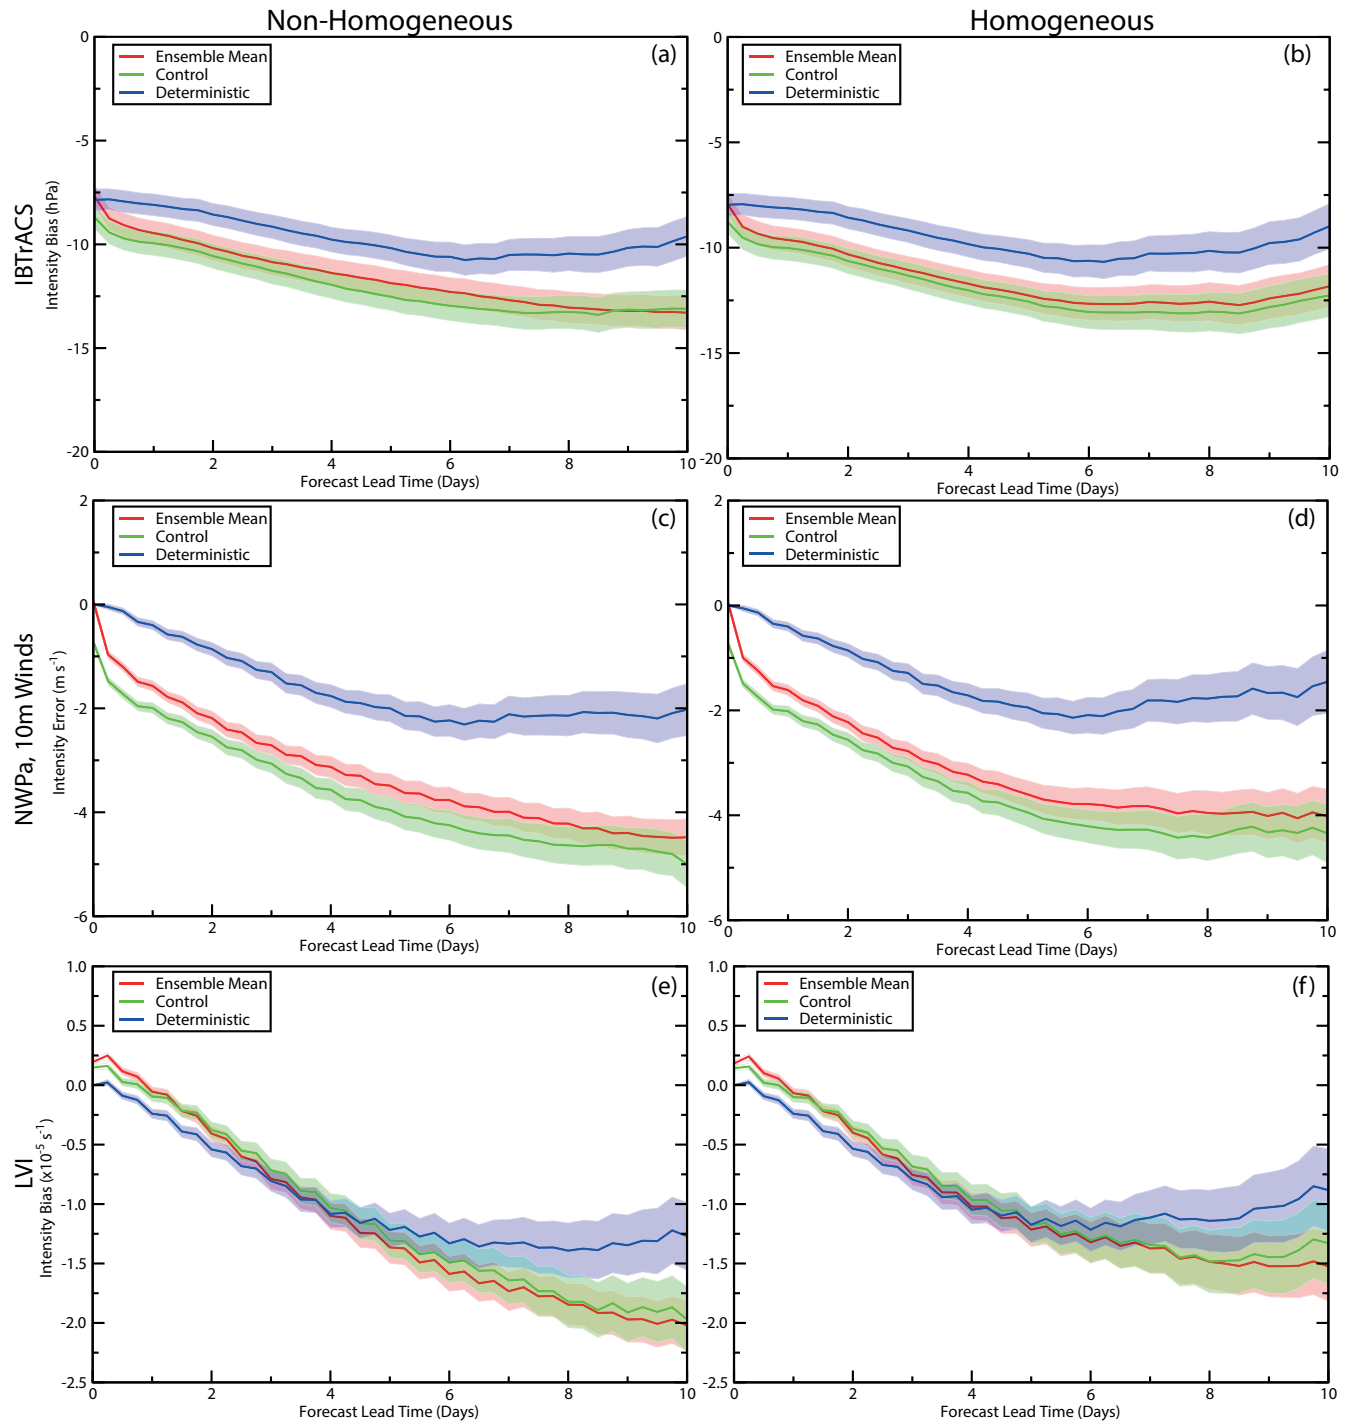 Non-Homogeneous
Homogeneous
IBTrACS
Intensity Bias (hPa)
0
-5
-10
-15
-20
Ensemble Mean
Control
Deterministic
(a)
0 2 4 6 8 10
Forecast Lead Time (Days)
0
-5
-10
-15
-20
Ensemble Mean
Control
Deterministic
(b)
0 2 4 6 8 10
Forecast Lead Time (Days)
NWPa, 10m Winds
Intensity Error (m s⁻¹)
2
0
-2
-4
-6
Ensemble Mean
Control
Deterministic
(c)
0 2 4 6 8 10
Forecast Lead Time (Days)
2
0
-2
-4
-6
Ensemble Mean
Control
Deterministic
(d)
0 2 4 6 8 10
Forecast Lead Time (Days)
LVI
Intensity Bias (x10⁻⁵ s⁻¹)
1.0
0.5
0.0
-0.5
-1.0
-1.5
-2.0
-2.5
Ensemble Mean
Control
Deterministic
(e)
0 2 4 6 8 10
Forecast Lead Time (Days)
1.0
0.5
0.0
-0.5
-1.0
-1.5
-2.0
-2.5
Ensemble Mean
Control
Deterministic
(f)
0 2 4 6 8 10
Forecast Lead Time (Days)